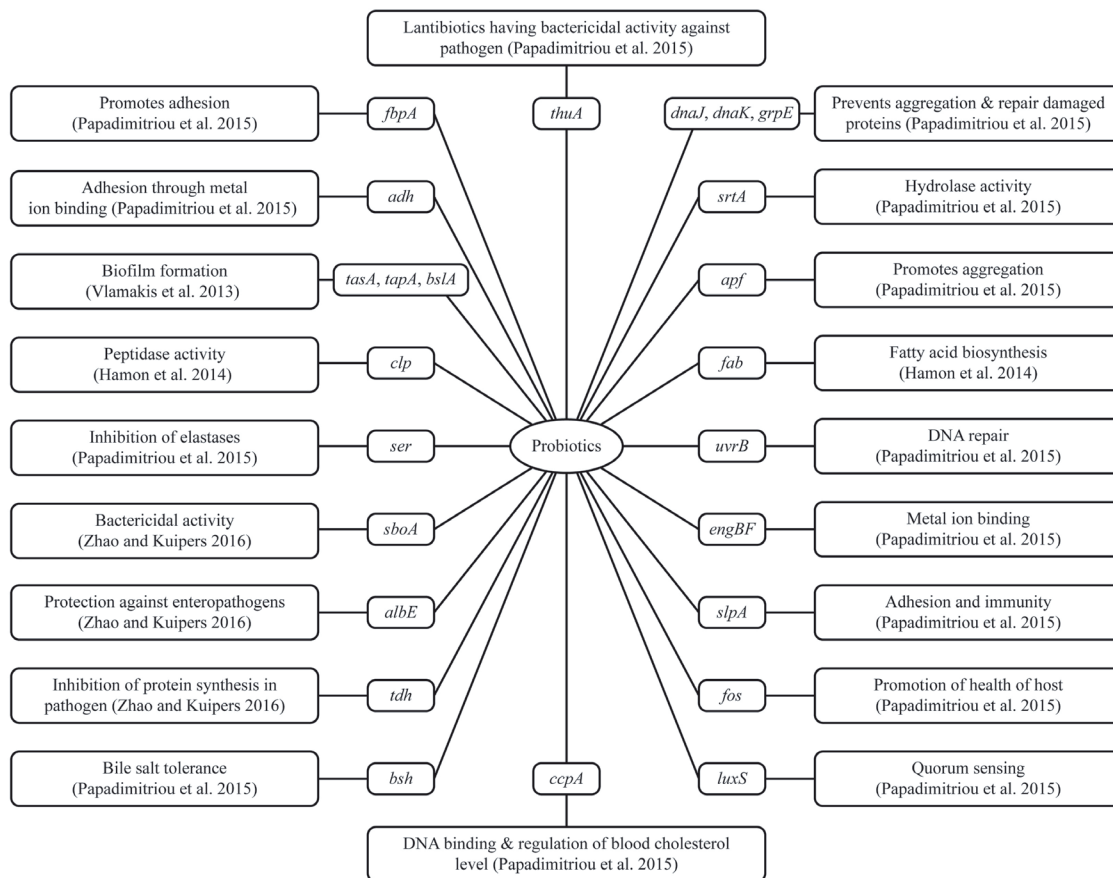 Lantibiotics having bactericidal activity against
pathogen (Papadimitriou et al. 2015)
thuA
Promotes adhesion
(Papadimitriou et al. 2015)
fbpA
dnaJ, dnaK, grpE
Prevents aggregation & repair damaged
proteins (Papadimitriou et al. 2015)
Adhesion through metal
ion binding (Papadimitriou et al. 2015)
adh
srtA
Hydrolase activity
(Papadimitriou et al. 2015)
Biofilm formation
(Vlamakis et al. 2013)
tasA, tapA, bslA
apf
Promotes aggregation
(Papadimitriou et al. 2015)
Peptidase activity
(Hamon et al. 2014)
clp
fab
Fatty acid biosynthesis
(Hamon et al. 2014)
Inhibition of elastases
(Papadimitriou et al. 2015)
ser
Probiotics
uvrB
DNA repair
(Papadimitriou et al. 2015)
Bactericidal activity
(Zhao and Kuipers 2016)
sboA
engBF
Metal ion binding
(Papadimitriou et al. 2015)
Protection against enteropathogens
(Zhao and Kuipers 2016)
albE
slpA
Adhesion and immunity
(Papadimitriou et al. 2015)
Inhibition of protein synthesis in
pathogen (Zhao and Kuipers 2016)
tdh
fos
Promotion of health of host
(Papadimitriou et al. 2015)
Bile salt tolerance
(Papadimitriou et al. 2015)
bsh
ccpA
luxS
Quorum sensing
(Papadimitriou et al. 2015)
DNA binding & regulation of blood cholesterol
level (Papadimitriou et al. 2015)